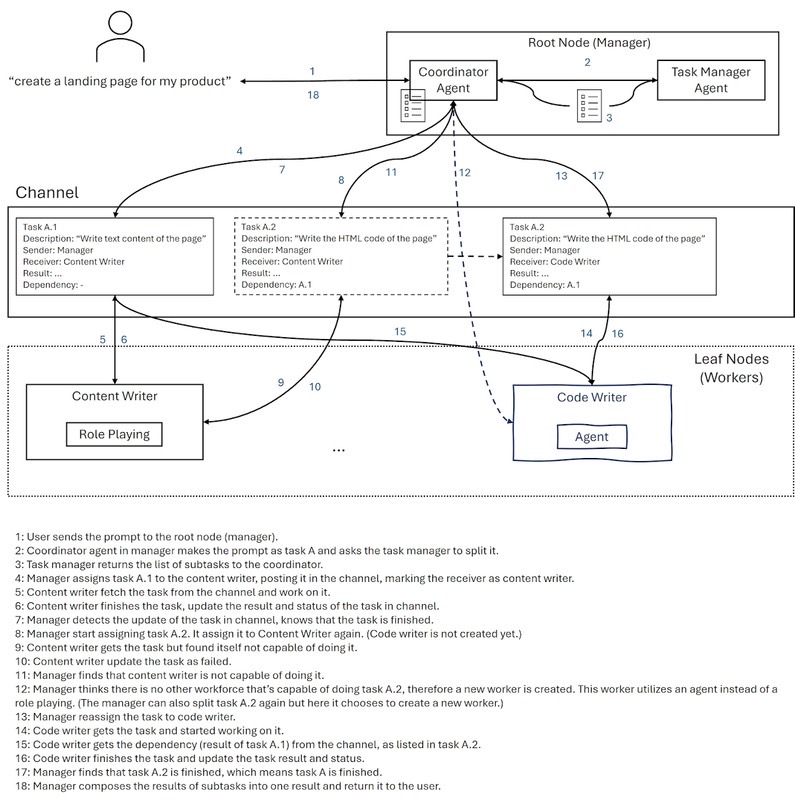 Root Node (Manager)
1
2
Coordinator
Agent
Task Manager
Agent
“create a landing page for my product”
18
3
4
7
8
11
12
13
17
Channel
Task A.1
Description: “Write text content of the page”
Sender: Manager
Receiver: Content Writer
Result: ...
Dependency: -
Task A.2
Description: “Write the HTML code of the page”
Sender: Manager
Receiver: Content Writer
Result: ...
Dependency: A.1
Task A.2
Description: “Write the HTML code of the page”
Sender: Manager
Receiver: Code Writer
Result: ...
Dependency: A.1
5
6
15
14
16
Leaf Nodes
(Workers)
9
10
Content Writer
Role Playing
...
Code Writer
Agent
1: User sends the prompt to the root node (manager).
2: Coordinator agent in manager makes the prompt as task A and asks the task manager to split it.
3: Task manager returns the list of subtasks to the coordinator.
4: Manager assigns task A.1 to the content writer, posting it in the channel, marking the receiver as content writer.
5: Content writer fetch the task from the channel and work on it.
6: Content writer finishes the task, update the result and status of the task in channel.
7: Manager detects the update of the task in channel, knows that the task is finished.
8: Manager start assigning task A.2. It assign it to Content Writer again. (Code writer is not created yet.)
9: Content writer gets the task but found itself not capable of doing it.
10: Content writer update the task as failed.
11: Manager finds that content writer is not capable of doing it.
12: Manager thinks there is no other workforce that’s capable of doing task A.2, therefore a new worker is created. This worker utilizes an agent instead of a
role playing. (The manager can also split task A.2 again but here it chooses to create a new worker.)
13: Manager reassign the task to code writer.
14: Code writer gets the task and started working on it.
15: Code writer gets the dependency (result of task A.1) from the channel, as listed in task A.2.
16: Code writer finishes the task and update the task result and status.
17: Manager finds that task A.2 is finished, which means task A is finished.
18: Manager composes the results of subtasks into one result and return it to the user.